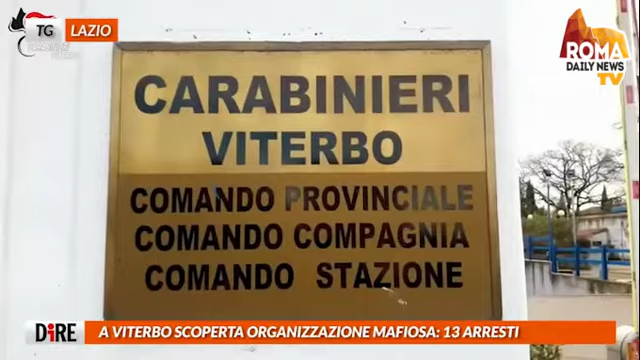 TG LAZIO
CARABINIERI
ROMA
DAILY NEWS
TV
CARABINIERI
VITERBO
COMANDO PROVINCIALE
COMANDO COMPAGNIA
COMANDO STAZIONE
DiRE
A VITERBO SCOPERTA ORGANIZZAZIONE MAFIOSA: 13 ARRESTI